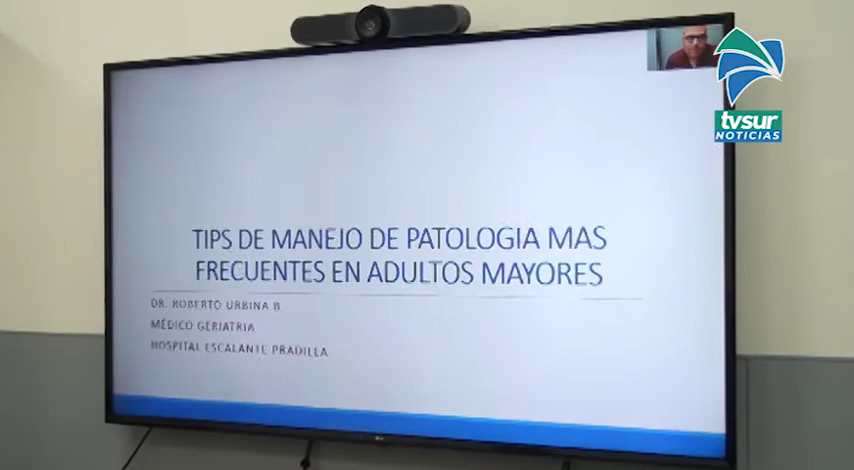 tvsur
NOTICIAS
TIPS DE MANEJO DE PATOLOGIA MAS
FRECUENTES EN ADULTOS MAYORES
DR. ROBERTO URBINA B
MÉDICO GERIATRIA
HOSPITAL ESCALANTE PRADILLA
LG